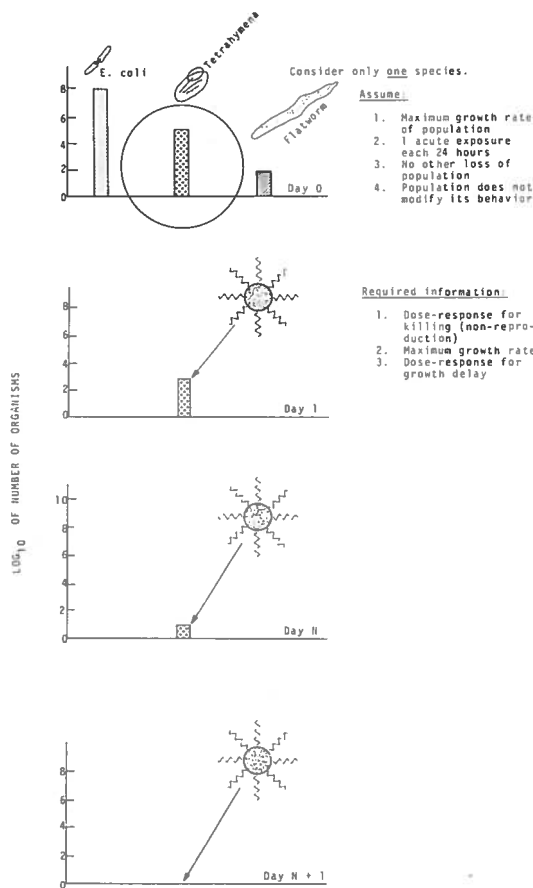 E. coli
Tetrahymena
Flatworm
8
6
4
2
0
Day 0
Consider only one species.
Assume:
1. Maximum growth rate
of population
2. 1 acute exposure
each 24 hours
3. No other loss of
population
4. Population does not
modify its behavior
8
6
4
2
0
Day 1
Required information:
1. Dose-response for
killing (non-repro-
duction)
2. Maximum growth rate
3. Dose-response for
growth delay
LOG10 OF NUMBER OF ORGANISMS
10
8
6
4
2
0
Day N
8
6
4
2
0
Day N + 1